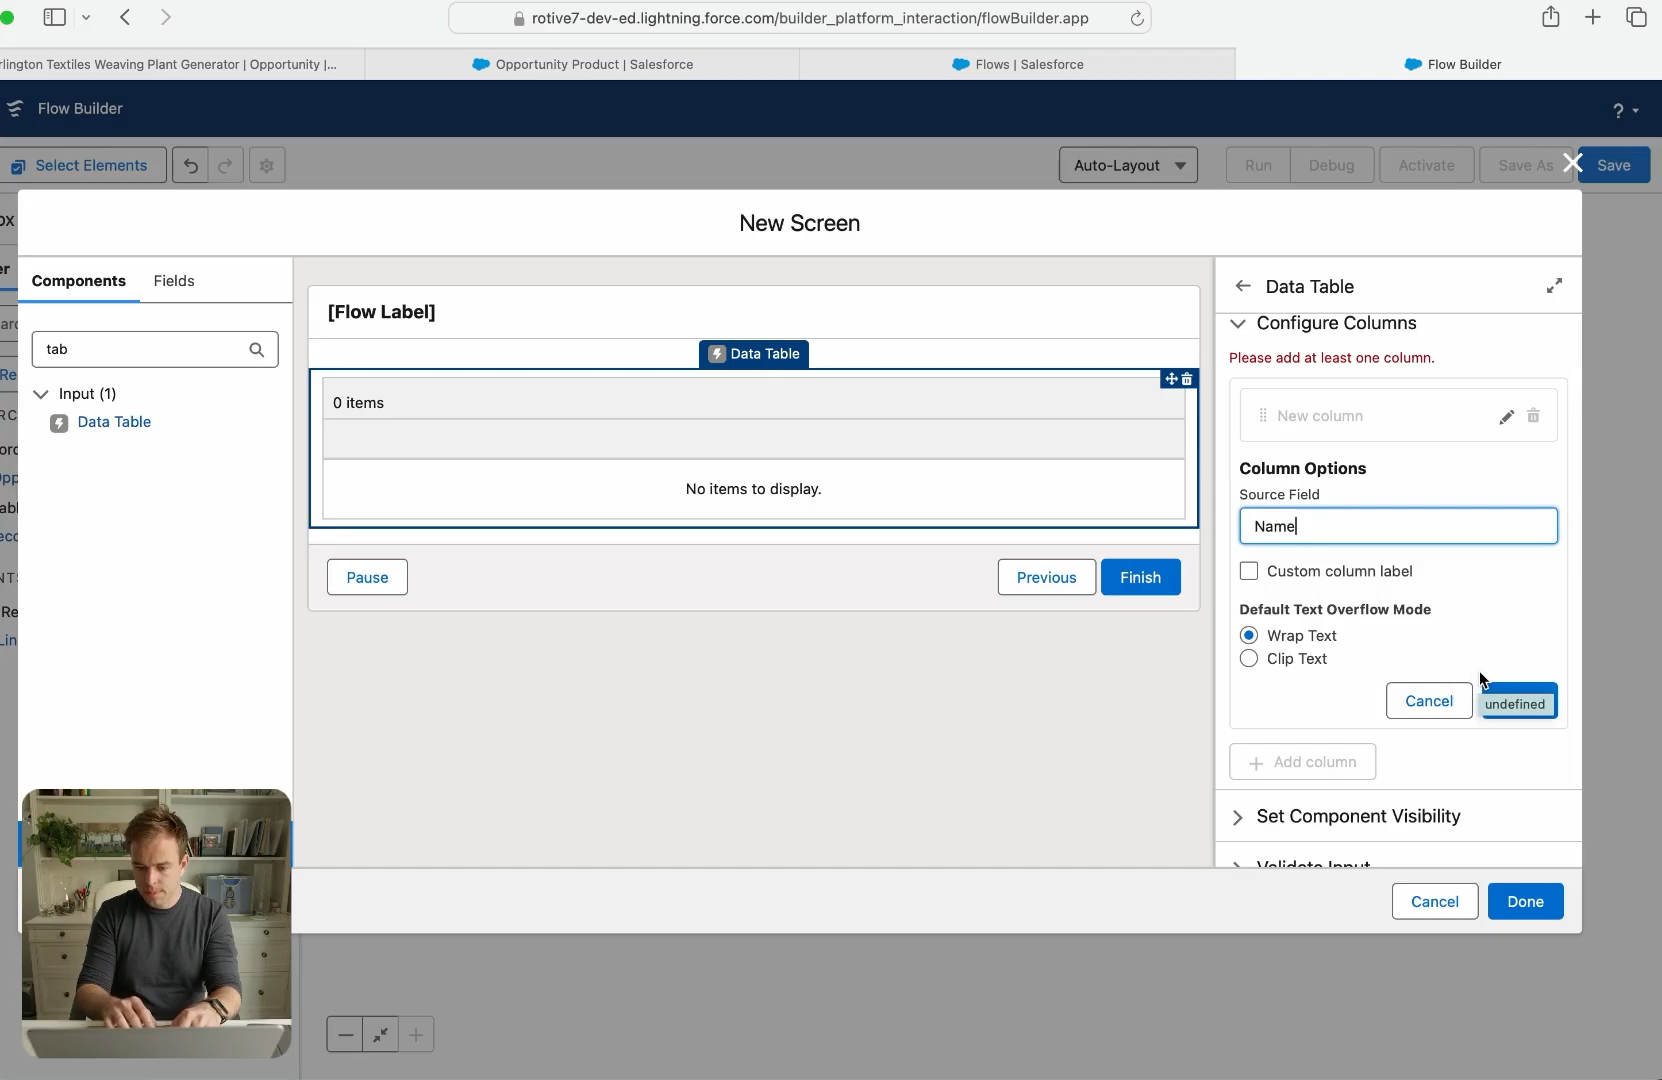 rotive7-dev-ed.lightning.force.com/builder_platform_interaction/flowBuilder.app
rlington Textiles Weaving Plant Generator | Opportunity |...
Opportunity Product | Salesforce
Flows | Salesforce
Flow Builder
Flow Builder
?
Select Elements
Auto-Layout
Run
Debug
Activate
Save As
Save
New Screen
Components
Fields
tab
Input (1)
Data Table
[Flow Label]
Data Table
0 items
No items to display.
Pause
Previous
Finish
Data Table
Configure Columns
Please add at least one column.
New column
Column Options
Source Field
Name
Custom column label
Default Text Overflow Mode
Wrap Text
Clip Text
Cancel
undefined
Add column
Set Component Visibility
Validate Input
Cancel
Done